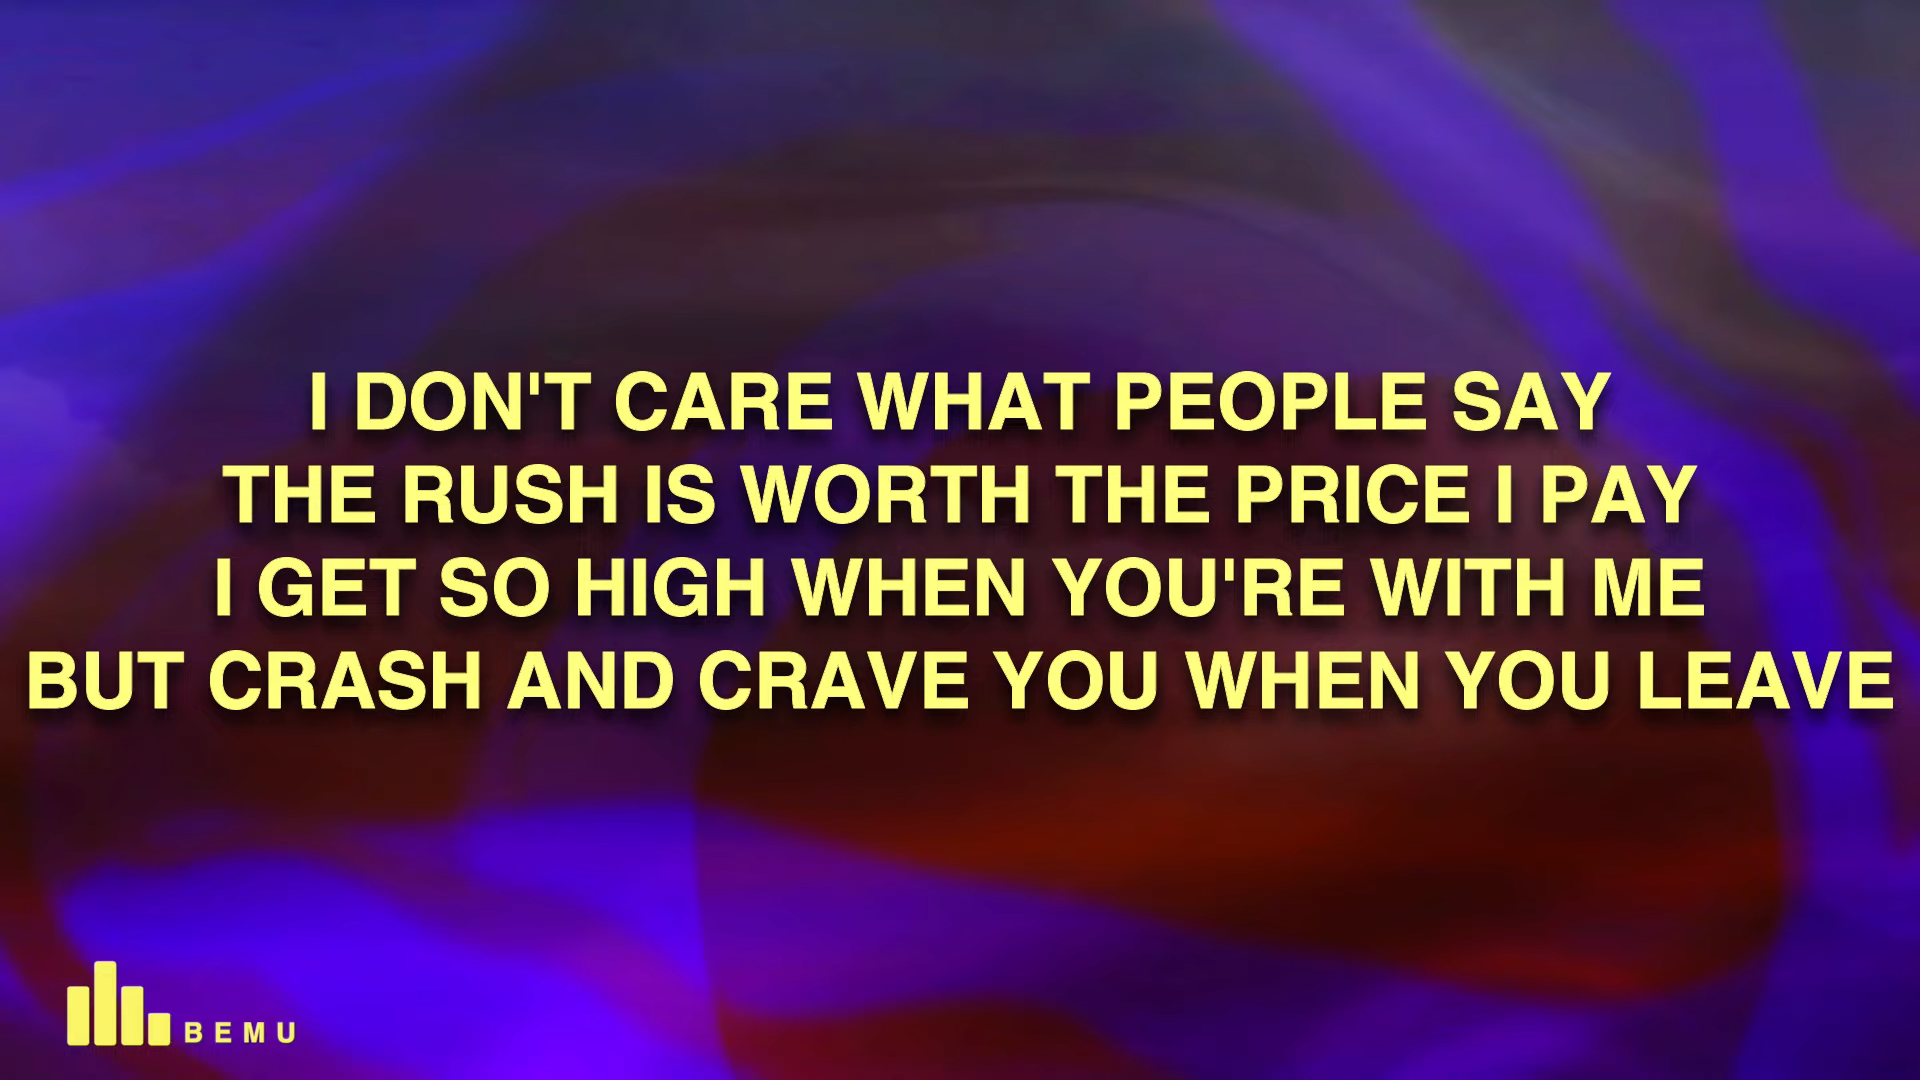 I DON'T CARE WHAT PEOPLE SAY
THE RUSH IS WORTH THE PRICE I PAY
I GET SO HIGH WHEN YOU'RE WITH ME
BUT CRASH AND CRAVE YOU WHEN YOU LEAVE
BEMU